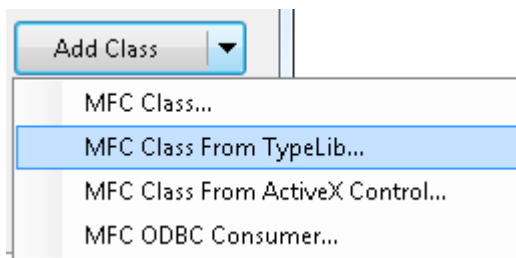 Add Class
MFC Class...
MFC Class From TypeLib...
MFC Class From ActiveX Control...
MFC ODBC Consumer...